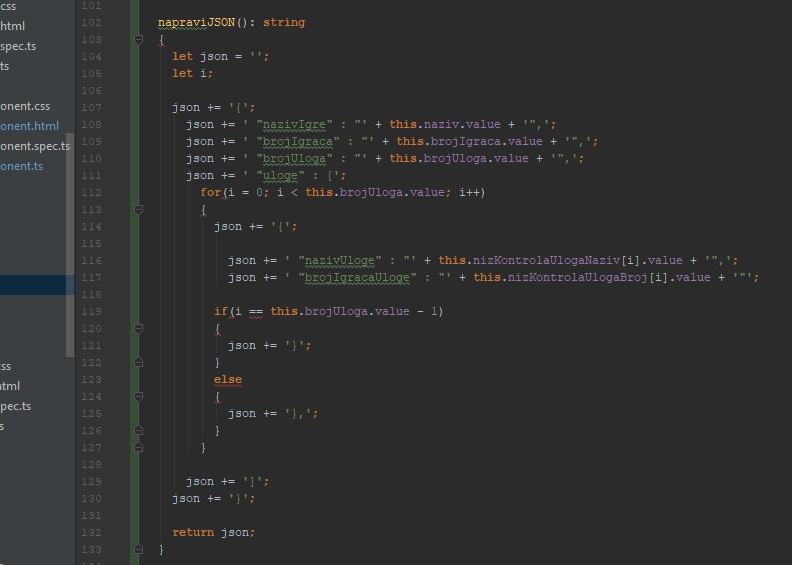 css
html
spec.ts
ts
onent.css
onent.html
onent.spec.ts
onent.ts
ss
tml
pec.ts
s
101
102 napraviJSON(): string
103 {
104 let json = '';
105 let i;
106
107 json += '{';
108 json += ' "nazivIgre" : "' + this.naziv.value + '",';
109 json += ' "brojIgraca" : "' + this.brojIgraca.value + '",';
110 json += ' "brojUloga" : "' + this.brojUloga.value + '",';
111 json += ' "uloge" : [';
112 for(i = 0; i < this.brojUloga.value; i++)
113 {
114 json += '{';
115
116 json += ' "nazivUloge" : "' + this.nizKontrolaUlogaNaziv[i].value + '",';
117 json += ' "brojIgracaUloge" : "' + this.nizKontrolaUlogaBroj[i].value + '"';
118
119 if(i == this.brojUloga.value - 1)
120 {
121 json += '}';
122 }
123 else
124 {
125 json += '},';
126 }
127 }
128
129 json += ']';
130 json += '}';
131
132 return json;
133 }